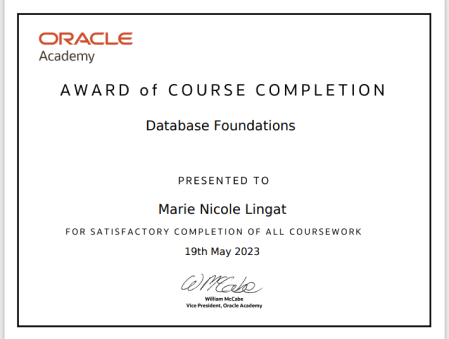 ORACLE
Academy
AWARD of COURSE COMPLETION
Database Foundations
PRESENTED TO
Marie Nicole Lingat
FOR SATISFACTORY COMPLETION OF ALL COURSEWORK
19th May 2023
WMcCabe
William McCabe
Vice President, Oracle Academy